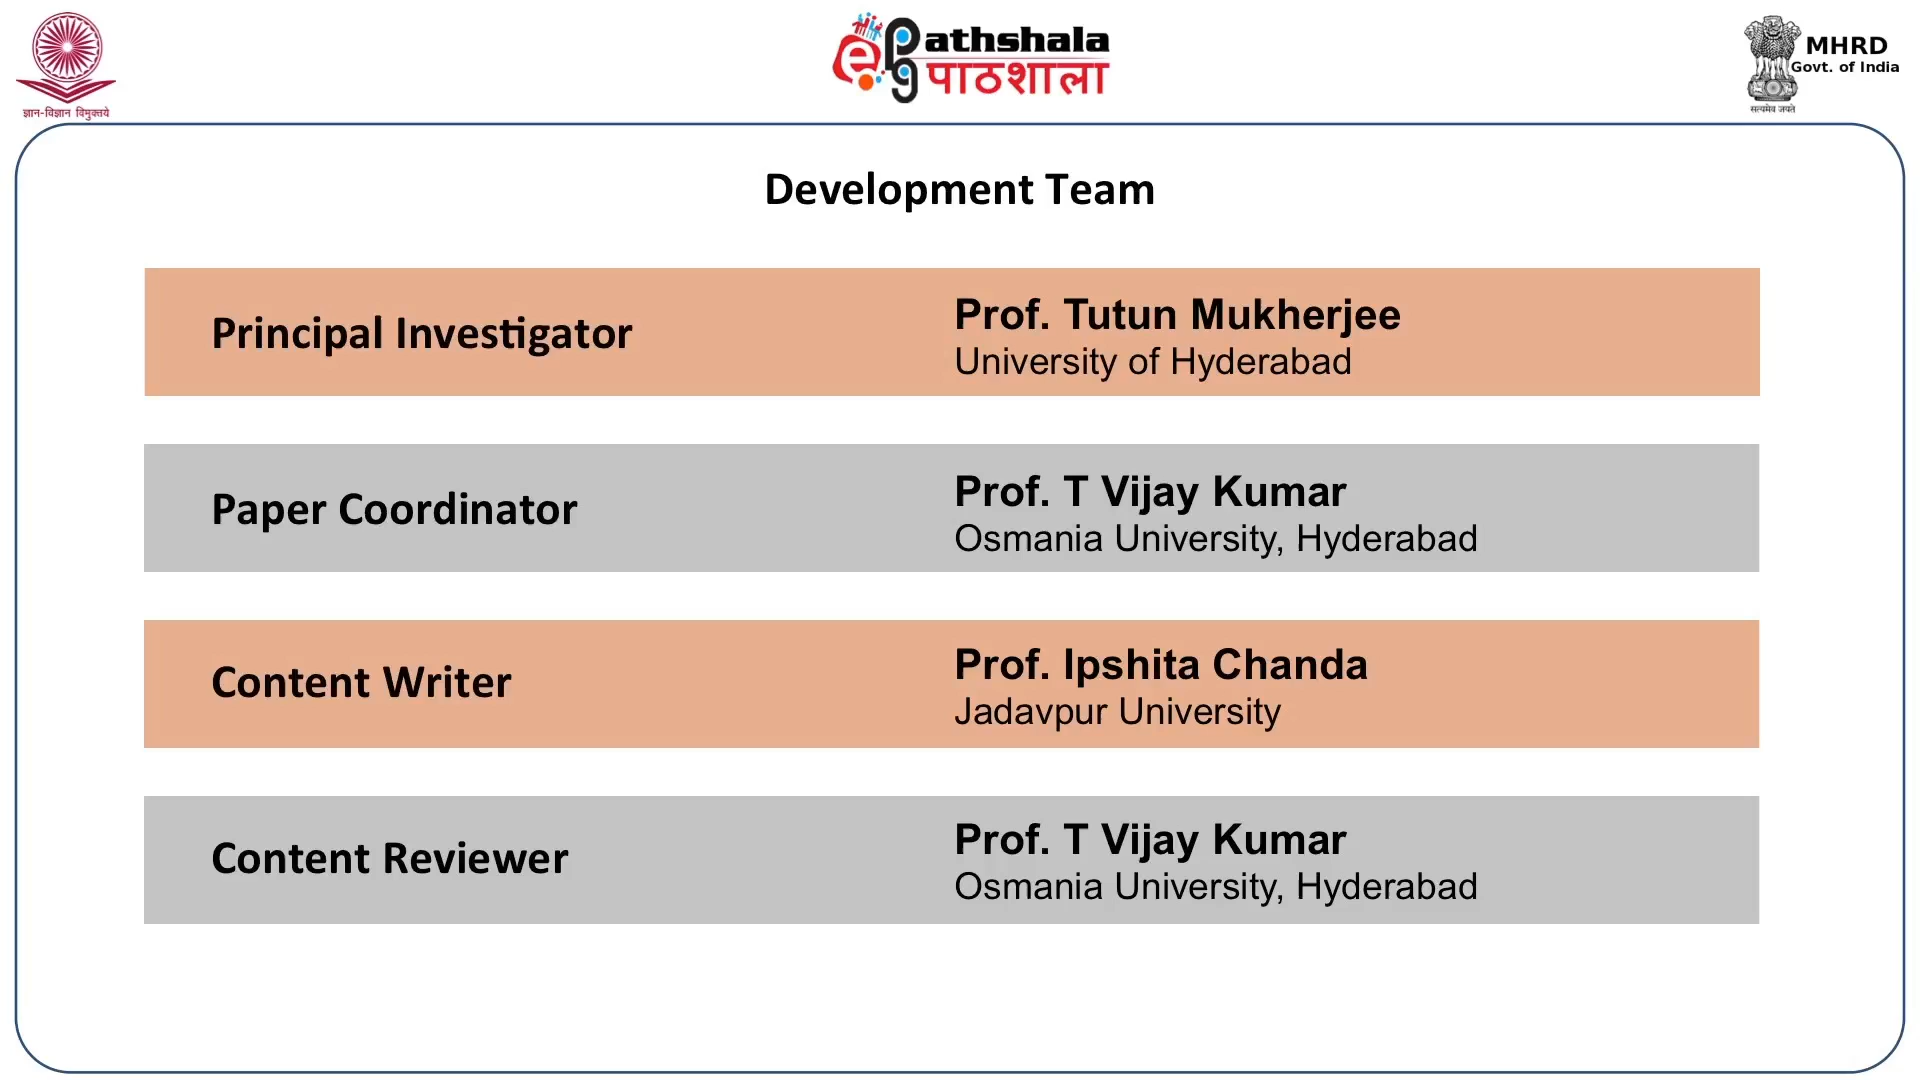 ज्ञान-विज्ञान विमुक्तये
e PG Pathshala
पाठशाला
MHRD
Govt. of India
सत्यमेव जयते
Development Team
Principal Investigator
Prof. Tutun Mukherjee
University of Hyderabad
Paper Coordinator
Prof. T Vijay Kumar
Osmania University, Hyderabad
Content Writer
Prof. Ipshita Chanda
Jadavpur University
Content Reviewer
Prof. T Vijay Kumar
Osmania University, Hyderabad